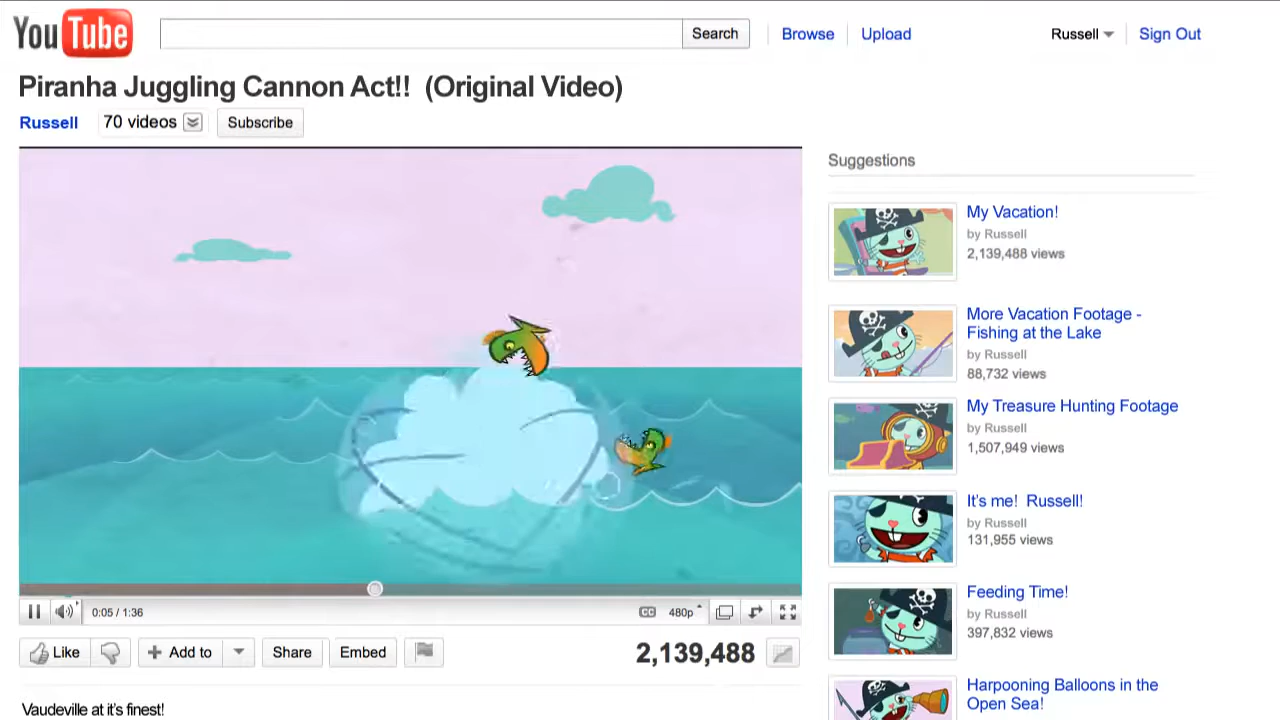 YouTube
Search
Browse
Upload
Russell
Sign Out
Piranha Juggling Cannon Act!! (Original Video)
Russell
70 videos
Subscribe
Suggestions
My Vacation!
by Russell
2,139,488 views
More Vacation Footage -
Fishing at the Lake
by Russell
88,732 views
My Treasure Hunting Footage
by Russell
1,507,949 views
It's me! Russell!
by Russell
131,955 views
Feeding Time!
by Russell
397,832 views
Harpooning Balloons in the
Open Sea!
0:05 / 1:36
CC
480p
Like
Add to
Share
Embed
2,139,488
Vaudeville at it's finest!